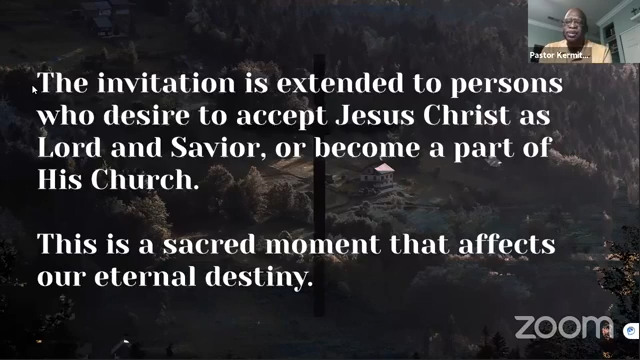 Pastor Kermit...
The invitation is extended to persons
who desire to accept Jesus Christ as
Lord and Savior, or become a part of
His Church.
This is a sacred moment that affects
our eternal destiny.
zoom